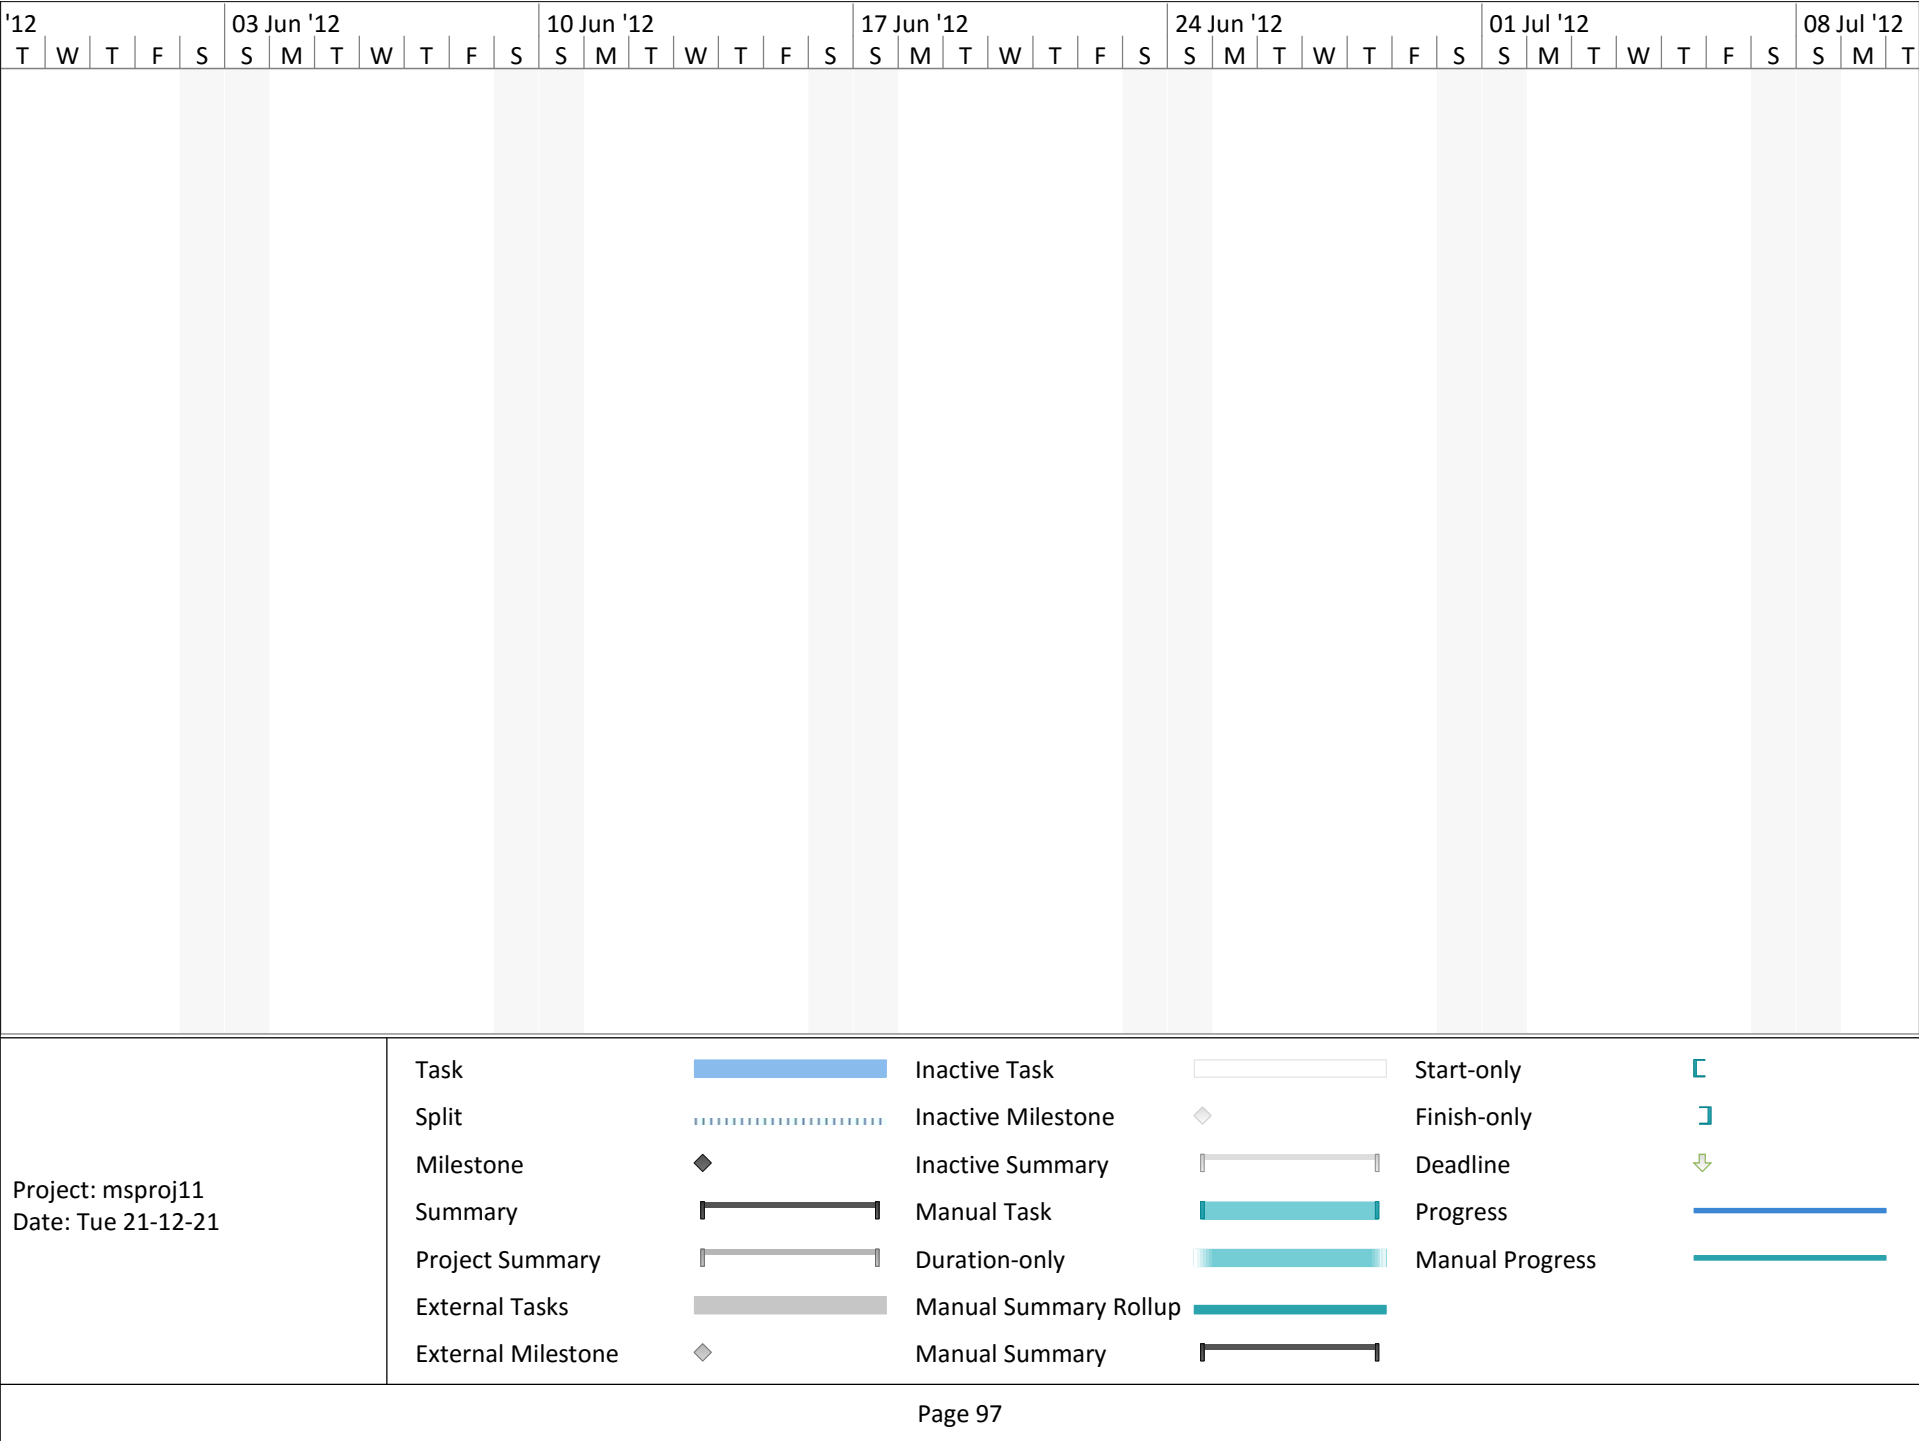 '12 03 Jun '12 10 Jun '12 17 Jun '12 24 Jun '12 01 Jul '12 08 Jul '12
T W T F S S M T W T F S S M T W T F S S M T W T F S S M T W T F S S M T W T F S S M T
Task Inactive Task Start-only
Split Inactive Milestone Finish-only
Milestone Inactive Summary Deadline
Project: msproj11
Date: Tue 21-12-21
Summary Manual Task Progress
Project Summary Duration-only Manual Progress
External Tasks Manual Summary Rollup
External Milestone Manual Summary
Page 97